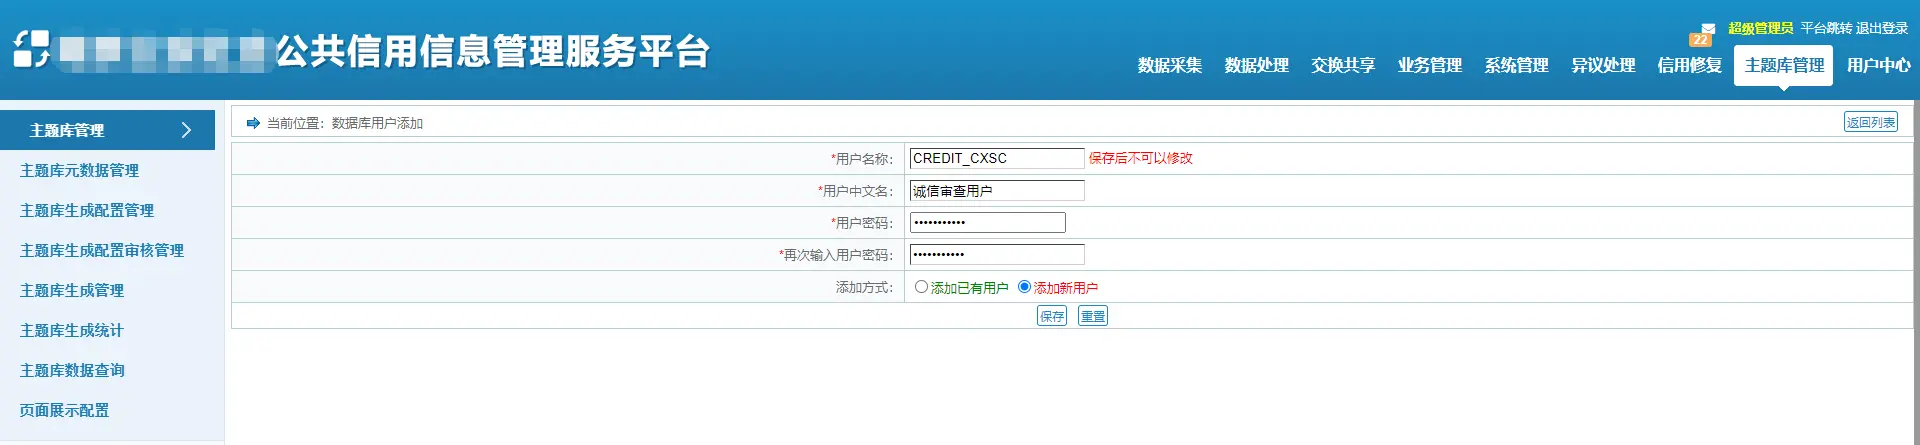 公共信用信息管理服务平台
22
超级管理员 平台跳转 退出登录
数据采集 数据处理 交换共享 业务管理 系统管理 异议处理 信用修复 主题库管理 用户中心
主题库管理
主题库元数据管理
主题库生成配置管理
主题库生成配置审核管理
主题库生成管理
主题库生成统计
主题库数据查询
页面展示配置
当前位置：数据库用户添加
返回列表
*用户名称： CREDIT_CXSC 保存后不可以修改
*用户中文名： 诚信审查用户
*用户密码： •••••••••••
*再次输入用户密码： •••••••••••
添加方式： 添加已有用户 添加新用户
保存 重置